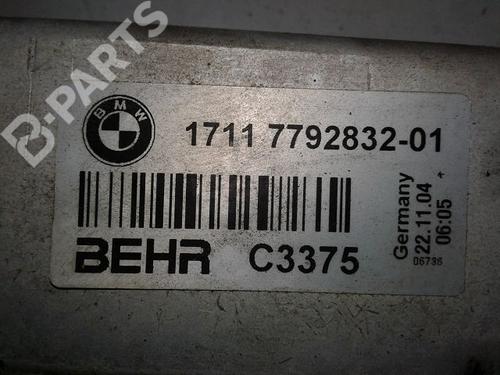 B-PARTS
BMW
1711 7792832-01
BEHR C3375
Germany
22.11.04
06:05
06736